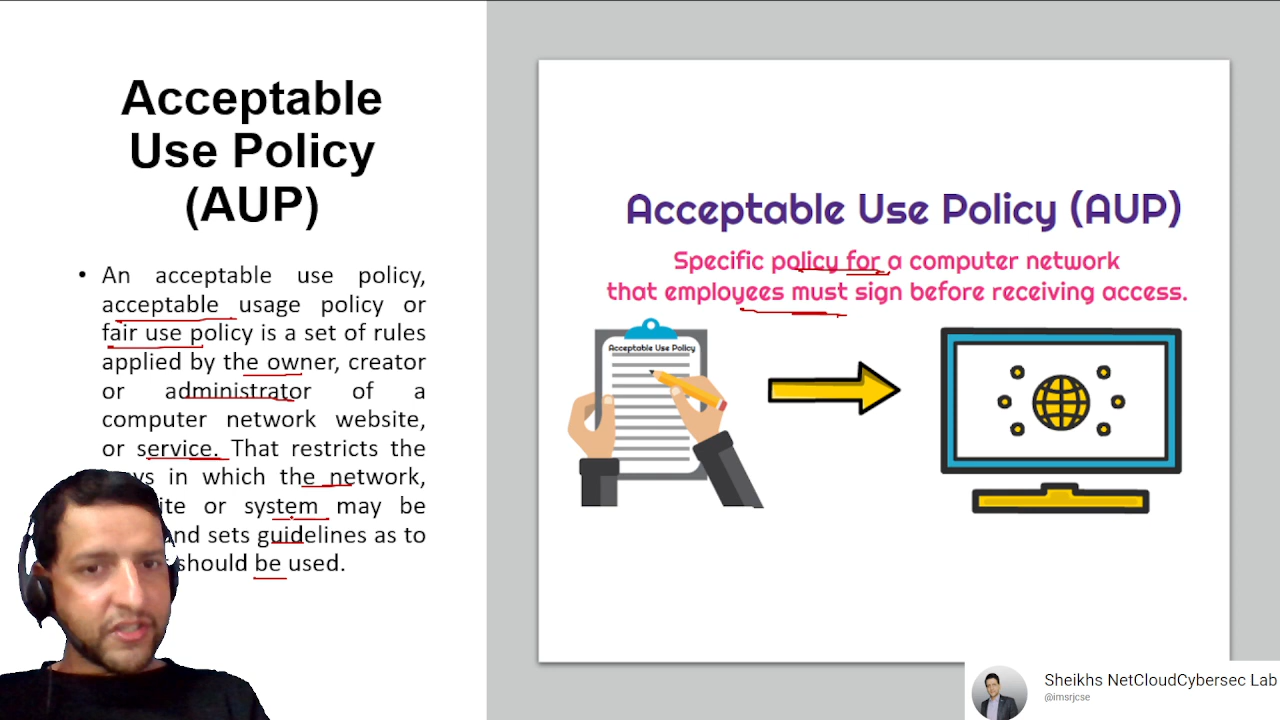 Acceptable
Use Policy
(AUP)
• An acceptable use policy,
acceptable usage policy or
fair use policy is a set of rules
applied by the owner, creator
or administrator of a
computer network website,
or service. That restricts the
in which the network,
or system may be
sets guidelines as to
should be used.
Acceptable Use Policy (AUP)
Specific policy for a computer network
that employees must sign before receiving access.
Acceptable Use Policy
Sheikhs NetCloudCybersec Lab
@imsrjcse